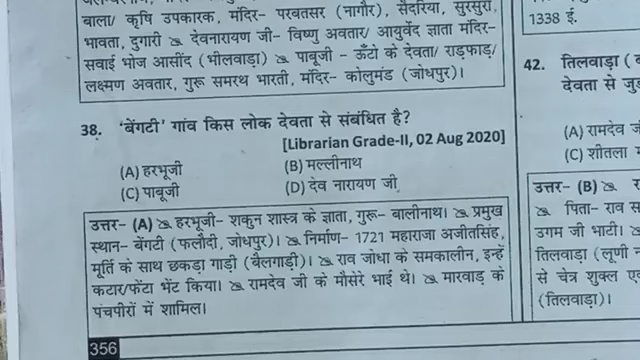 बाला/ कृषि उपकारक, मंदिर- परबतसर (नागौर), सैंदरिया, सुरसुरा,
भावता, दुगारी ➣ देवनारायण जी- विष्णु अवतार/ आयुर्वेद ज्ञाता मंदिर-
सवाई भोज आसींद (भीलवाड़ा) ➣ पाबूजी - ऊँटो के देवता/ राड़फाड़/
लक्ष्मण अवतार, गुरू समरथ भारती, मंदिर- कोलुमंड (जोधपुर)।
38. 'बेंगटी' गांव किस लोक देवता से संबंधित है?
[Librarian Grade-II, 02 Aug 2020]
(A) हरभूजी (B) मल्लीनाथ
(C) पाबूजी (D) देव नारायण जी
उत्तर- (A) ➣ हरभूजी- शकुन शास्त्र के ज्ञाता, गुरू- बालीनाथ। ➣ प्रमुख
स्थान- बेंगटी (फलौदी, जोधपुर)। ➣ निर्माण- 1721 महाराजा अजीतसिंह,
मूर्ति के साथ छकड़ा गाड़ी (बैलगाड़ी)। ➣ राव जोधा के समकालीन, इन्हें
कटार/फेंटा भेंट किया। ➣ रामदेव जी के मौसेरे भाई थे। ➣ मारवाड़ के
पंचपीरों में शामिल।
356
1338 ई.
42. तिलवाड़ा
देवता से
(A) रामदेव
(C) शीतला
उत्तर- (B) ➣
➣ पिता- राव
उगम जी भाटी। ➣
तिलवाड़ा (लूणी
से चेत्र शुक्ल
(तिलवाड़ा)।